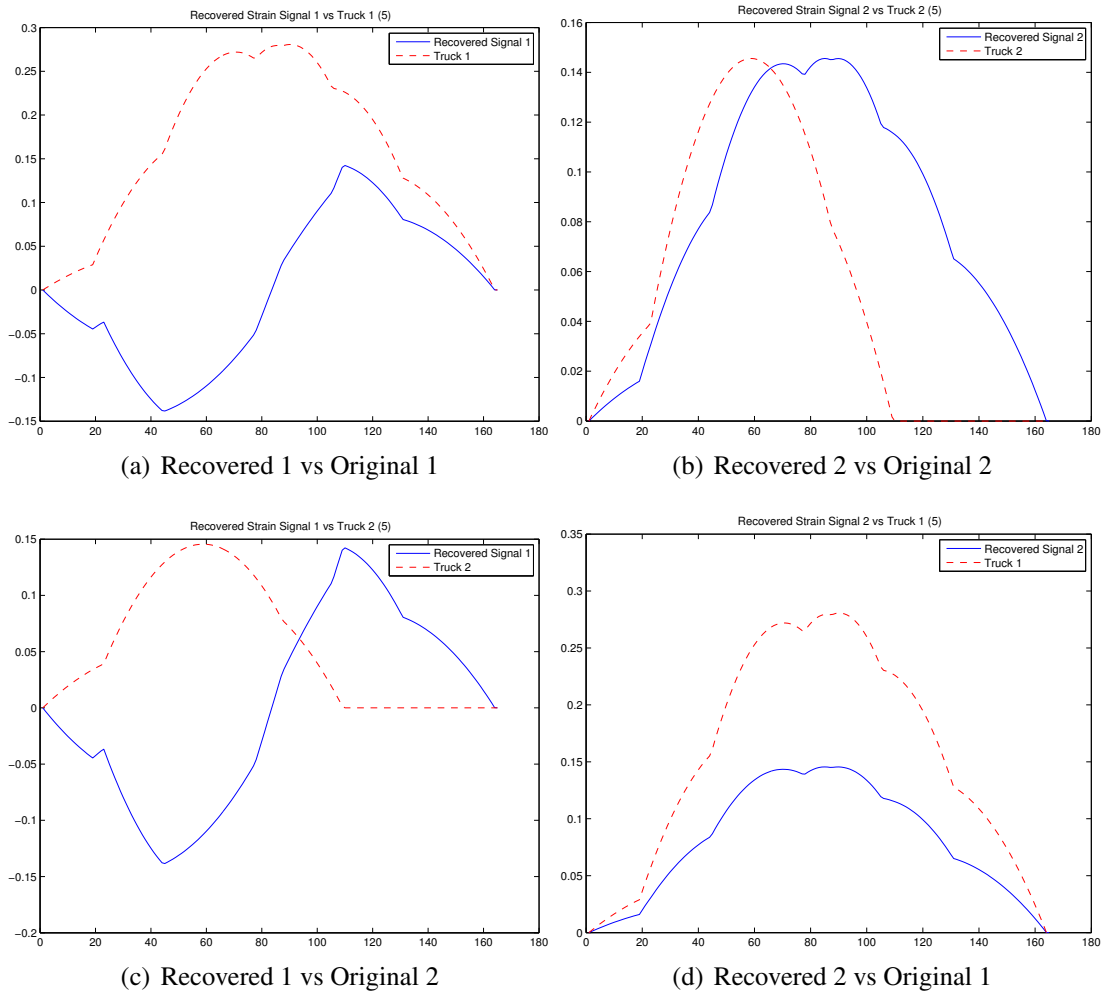 Recovered Strain Signal 1 vs Truck 1 (5)
0.3
0.25
0.2
0.15
0.1
0.05
0
−0.05
−0.1
−0.15
0 20 40 60 80 100 120 140 160 180
Recovered Signal 1
Truck 1
(a) Recovered 1 vs Original 1
Recovered Strain Signal 2 vs Truck 2 (5)
0.16
0.14
0.12
0.1
0.08
0.06
0.04
0.02
0
0 20 40 60 80 100 120 140 160 180
Recovered Signal 2
Truck 2
(b) Recovered 2 vs Original 2
Recovered Strain Signal 1 vs Truck 2 (5)
0.15
0.1
0.05
0
−0.05
−0.1
−0.15
−0.2
0 20 40 60 80 100 120 140 160 180
Recovered Signal 1
Truck 2
(c) Recovered 1 vs Original 2
Recovered Strain Signal 2 vs Truck 1 (5)
0.35
0.3
0.25
0.2
0.15
0.1
0.05
0
0 20 40 60 80 100 120 140 160 180
Recovered Signal 2
Truck 1
(d) Recovered 2 vs Original 1